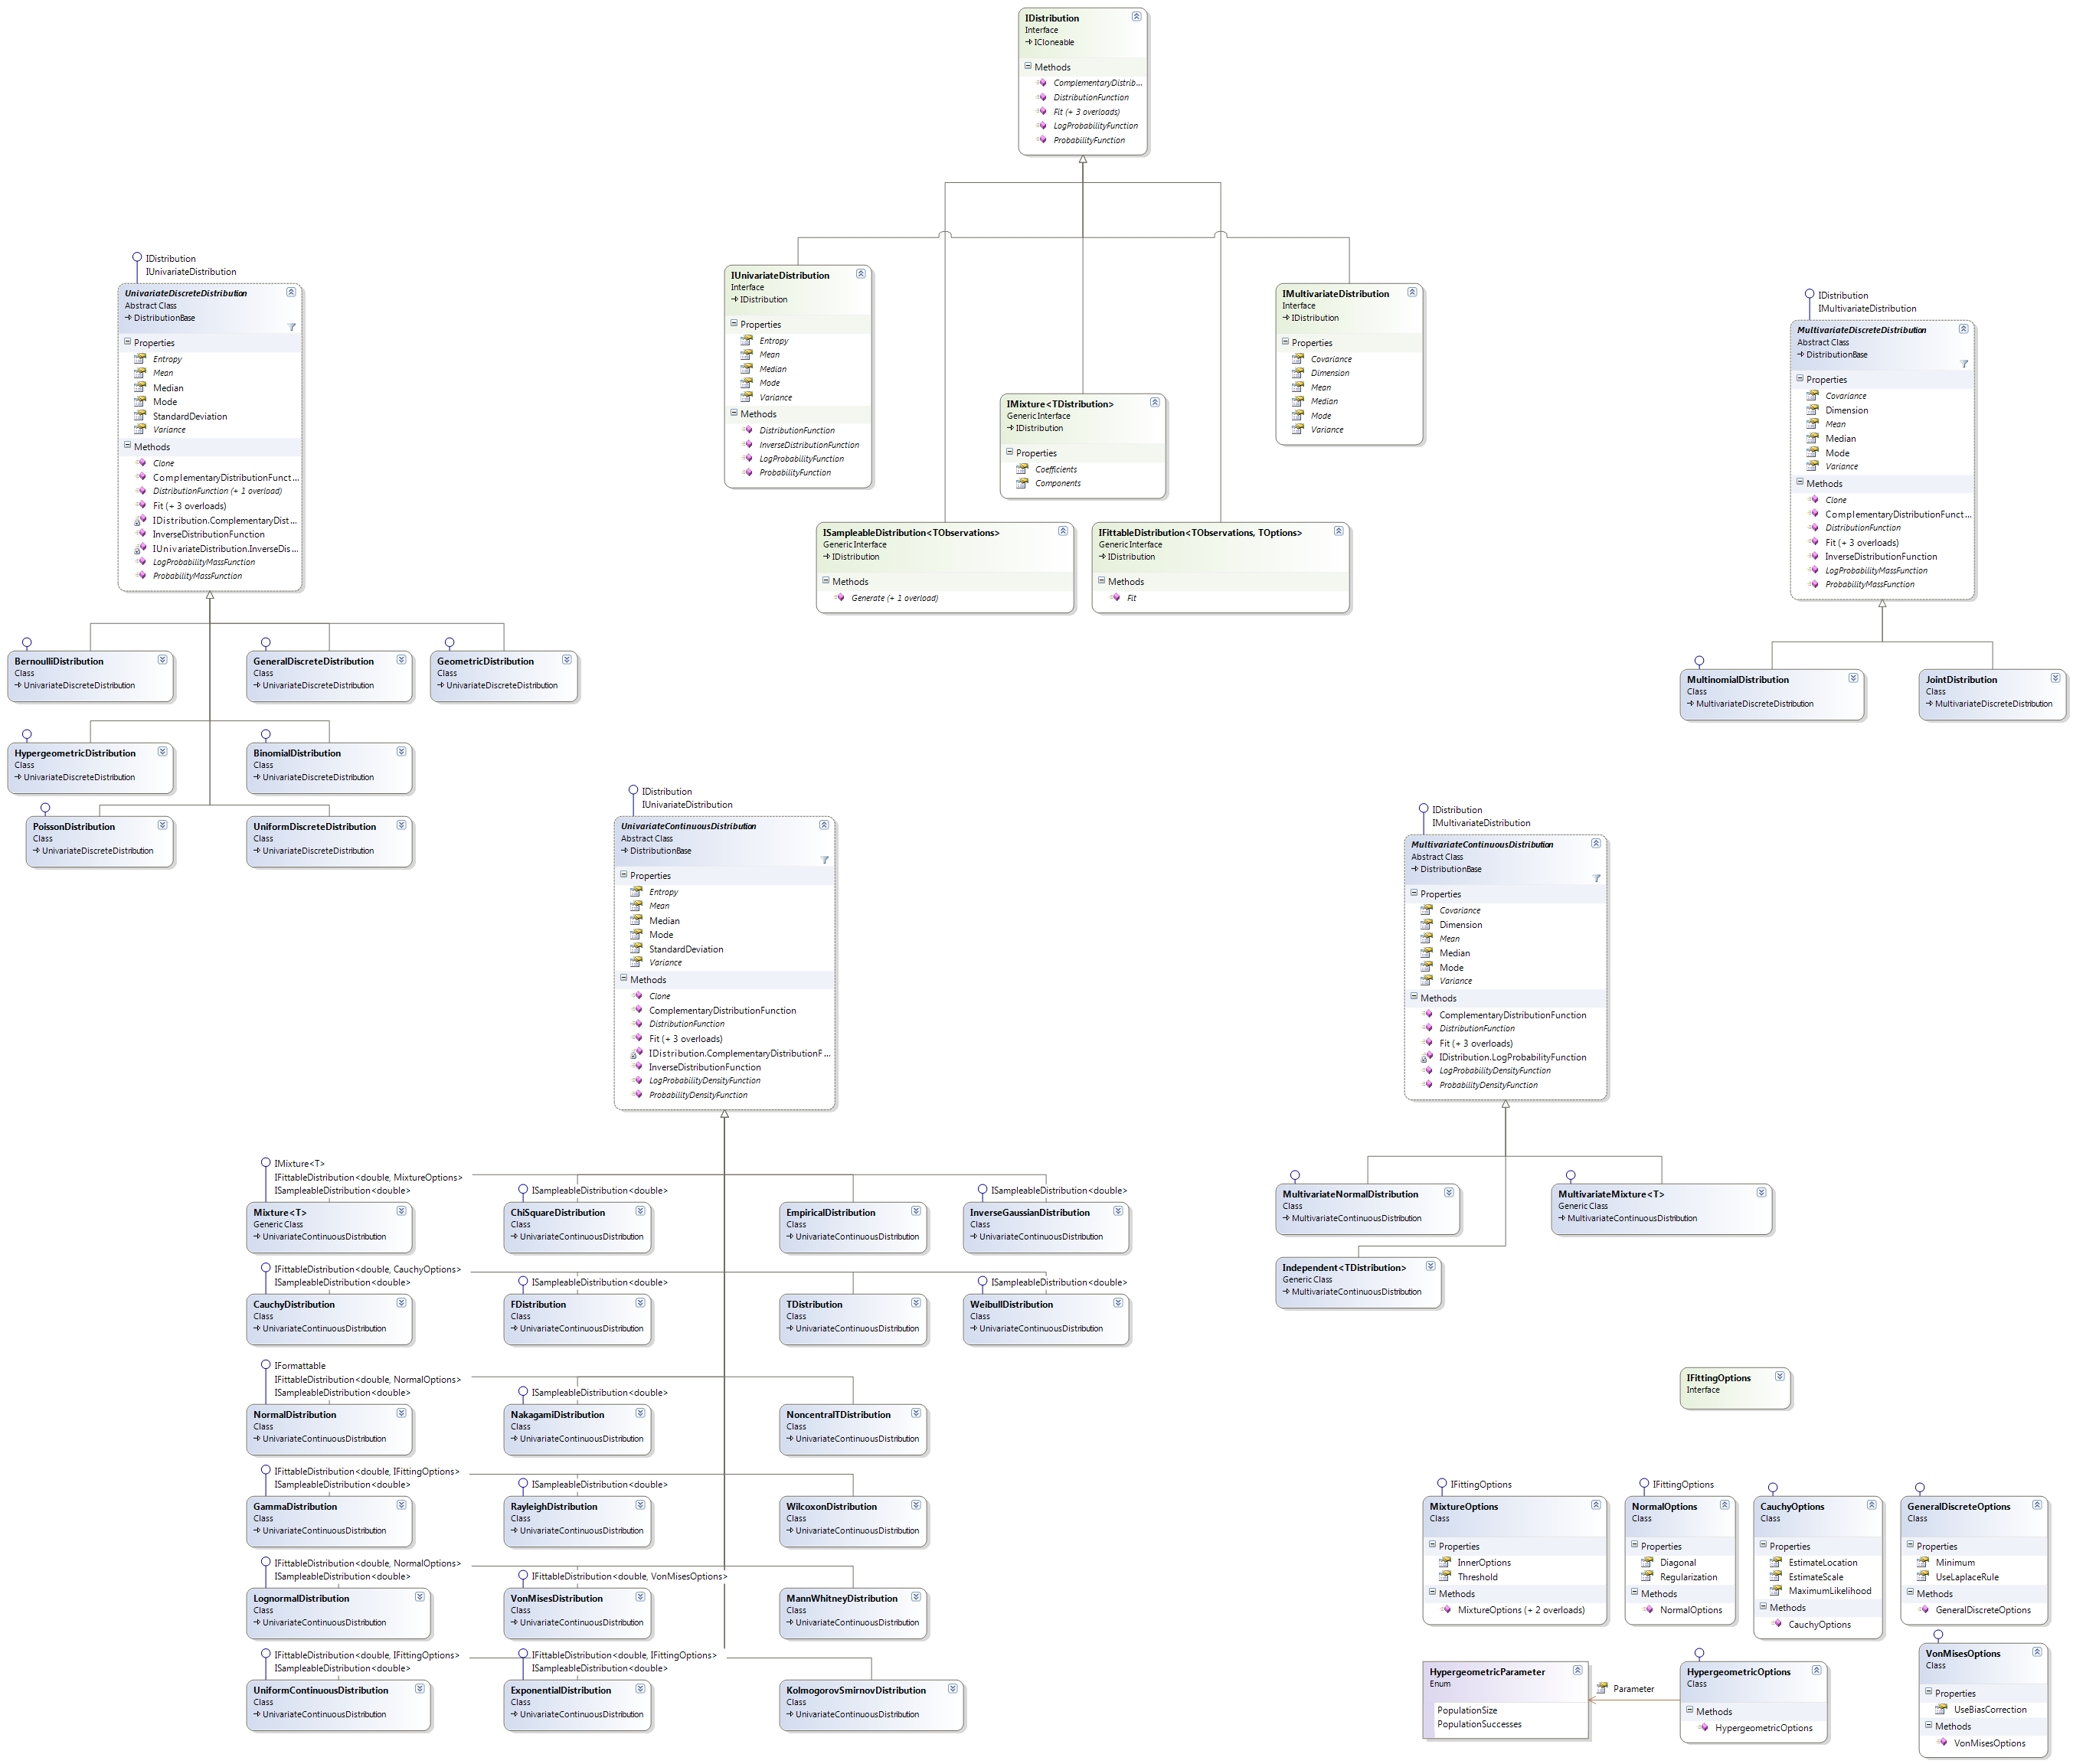 IDistribution
Interface
ICloneable
Methods
ComplementaryDistrib...
DistributionFunction
Fit (+ 3 overloads)
LogProbabilityFunction
ProbabilityFunction
IDistribution
IUnivariateDistribution
UnivariateDiscreteDistribution
Abstract Class
DistributionBase
Properties
Entropy
Mean
Median
Mode
StandardDeviation
Variance
Methods
Clone
ComplementaryDistributionFunct...
DistributionFunction (+ 1 overload)
Fit (+ 3 overloads)
IDistribution.ComplementaryDist...
InverseDistributionFunction
IUnivariateDistribution.InverseDis...
LogProbabilityMassFunction
ProbabilityMassFunction
IUnivariateDistribution
Interface
IDistribution
Properties
Entropy
Mean
Median
Mode
Variance
Methods
DistributionFunction
InverseDistributionFunction
LogProbabilityFunction
ProbabilityFunction
IMixture<TDistribution>
Generic Interface
IDistribution
Properties
Coefficients
Components
IMultivariateDistribution
Interface
IDistribution
Properties
Covariance
Dimension
Mean
Median
Mode
Variance
ISampleableDistribution<TObservations>
Generic Interface
IDistribution
Methods
Generate (+ 1 overload)
IFittableDistribution<TObservations, TOptions>
Generic Interface
IDistribution
Methods
Fit
IDistribution
IMultivariateDistribution
MultivariateDiscreteDistribution
Abstract Class
DistributionBase
Properties
Covariance
Dimension
Mean
Median
Mode
Variance
Methods
Clone
ComplementaryDistributionFunct...
DistributionFunction
Fit (+ 3 overloads)
InverseDistributionFunction
LogProbabilityMassFunction
ProbabilityMassFunction
BernoulliDistribution
Class
UnivariateDiscreteDistribution
GeneralDiscreteDistribution
Class
UnivariateDiscreteDistribution
GeometricDistribution
Class
UnivariateDiscreteDistribution
HypergeometricDistribution
Class
UnivariateDiscreteDistribution
BinomialDistribution
Class
UnivariateDiscreteDistribution
PoissonDistribution
Class
UnivariateDiscreteDistribution
UniformDiscreteDistribution
Class
UnivariateDiscreteDistribution
MultinomialDistribution
Class
MultivariateDiscreteDistribution
JointDistribution
Class
MultivariateDiscreteDistribution
IDistribution
IUnivariateDistribution
UnivariateContinuousDistribution
Abstract Class
DistributionBase
Properties
Entropy
Mean
Median
Mode
StandardDeviation
Variance
Methods
Clone
ComplementaryDistributionFunction
DistributionFunction
Fit (+ 3 overloads)
IDistribution.ComplementaryDistributionF...
InverseDistributionFunction
LogProbabilityDensityFunction
ProbabilityDensityFunction
IDistribution
IMultivariateDistribution
MultivariateContinuousDistribution
Abstract Class
DistributionBase
Properties
Covariance
Dimension
Mean
Median
Mode
Variance
Methods
ComplementaryDistributionFunction
DistributionFunction
Fit (+ 3 overloads)
IDistribution.LogProbabilityFunction
LogProbabilityDensityFunction
ProbabilityDensityFunction
IMixture<T>
IFittableDistribution<double, MixtureOptions>
ISampleableDistribution<double>
Mixture<T>
Generic Class
UnivariateContinuousDistribution
ISampleableDistribution<double>
ChiSquareDistribution
Class
UnivariateContinuousDistribution
EmpiricalDistribution
Class
UnivariateContinuousDistribution
ISampleableDistribution<double>
InverseGaussianDistribution
Class
UnivariateContinuousDistribution
IFittableDistribution<double, CauchyOptions>
ISampleableDistribution<double>
CauchyDistribution
Class
UnivariateContinuousDistribution
ISampleableDistribution<double>
FDistribution
Class
UnivariateContinuousDistribution
TDistribution
Class
UnivariateContinuousDistribution
ISampleableDistribution<double>
WeibullDistribution
Class
UnivariateContinuousDistribution
IFormattable
IFittableDistribution<double, NormalOptions>
ISampleableDistribution<double>
NormalDistribution
Class
UnivariateContinuousDistribution
ISampleableDistribution<double>
NakagamiDistribution
Class
UnivariateContinuousDistribution
NoncentralTDistribution
Class
UnivariateContinuousDistribution
IFittableDistribution<double, IFittingOptions>
ISampleableDistribution<double>
GammaDistribution
Class
UnivariateContinuousDistribution
ISampleableDistribution<double>
RayleighDistribution
Class
UnivariateContinuousDistribution
WilcoxonDistribution
Class
UnivariateContinuousDistribution
IFittableDistribution<double, NormalOptions>
ISampleableDistribution<double>
LognormalDistribution
Class
UnivariateContinuousDistribution
IFittableDistribution<double, VonMisesOptions>
VonMisesDistribution
Class
UnivariateContinuousDistribution
MannWhitneyDistribution
Class
UnivariateContinuousDistribution
IFittableDistribution<double, IFittingOptions>
ISampleableDistribution<double>
UniformContinuousDistribution
Class
UnivariateContinuousDistribution
IFittableDistribution<double, IFittingOptions>
ISampleableDistribution<double>
ExponentialDistribution
Class
UnivariateContinuousDistribution
KolmogorovSmirnovDistribution
Class
UnivariateContinuousDistribution
MultivariateNormalDistribution
Class
MultivariateContinuousDistribution
MultivariateMixture<T>
Generic Class
MultivariateContinuousDistribution
Independent<TDistribution>
Generic Class
MultivariateContinuousDistribution
IFittingOptions
Interface
IFittingOptions
MixtureOptions
Class
Properties
InnerOptions
Threshold
Methods
MixtureOptions (+ 2 overloads)
IFittingOptions
NormalOptions
Class
Properties
Diagonal
Regularization
Methods
NormalOptions
CauchyOptions
Class
Properties
EstimateLocation
EstimateScale
MaximumLikelihood
Methods
CauchyOptions
GeneralDiscreteOptions
Class
Properties
Minimum
UseLaplaceRule
Methods
GeneralDiscreteOptions
HypergeometricParameter
Enum
PopulationSize
PopulationSuccesses
Parameter
HypergeometricOptions
Class
Methods
HypergeometricOptions
VonMisesOptions
Class
Properties
UseBiasCorrection
Methods
VonMisesOptions